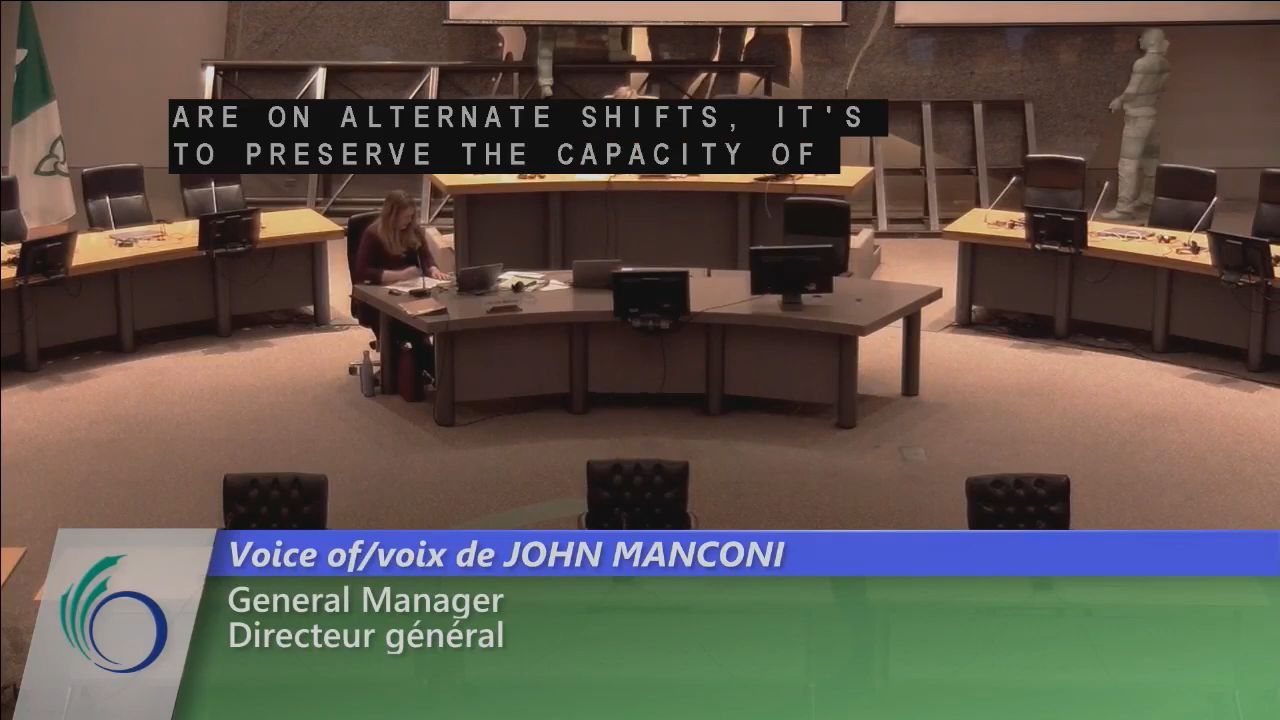 ARE ON ALTERNATE SHIFTS, IT'S
TO PRESERVE THE CAPACITY OF
Voice of/voix de JOHN MANCONI
General Manager
Directeur général